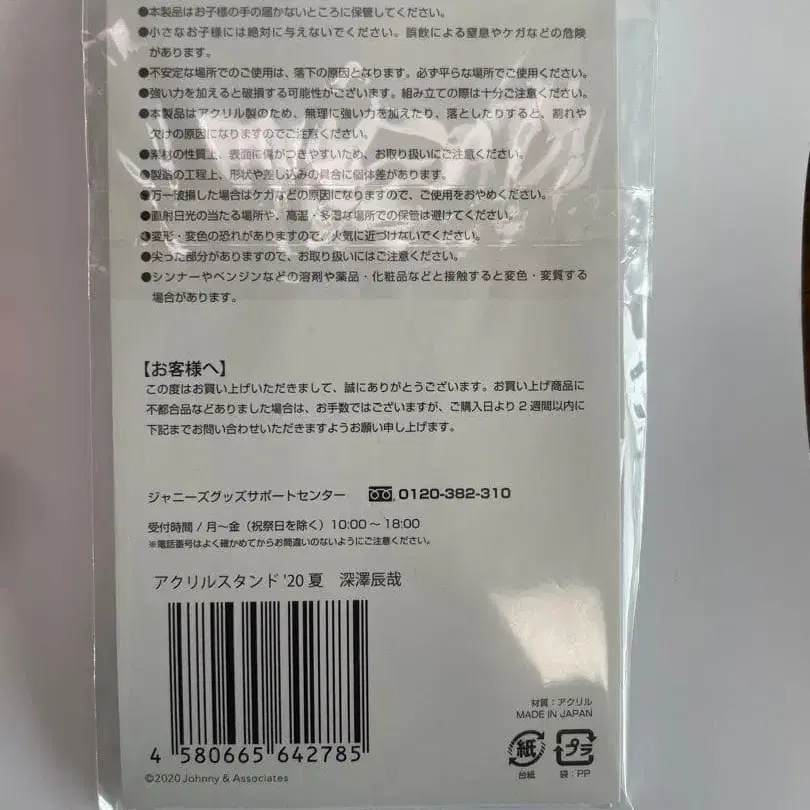 ●本製品はお子様の手の届かないところに保管してください。
●小さなお子様には絶対に与えないでください。誤飲による窒息やケガなどの危険
があります。
●不安定な場所でのご使用は、落下の原因となります。必ず平らな場所でご使用ください。
●強い力を加えると破損する可能性がございます。組み立ての際は十分ご注意ください。
●本製品はアクリル製のため、無理に強い力を加えたり、落としたりすると、割れや
欠けの原因になりますのでご注意ください。
●素材の性質上、表面に傷がつきやすいため、お取り扱いにご注意ください。
●製造の工程上、形状や差し込みの具合に個体差があります。
●万一破損した場合はケガなどの原因になりますので、ご使用をおやめください。
●直射日光の当たる場所や、高温・多湿な場所での保管は避けてください。
●変形・変色の恐れがありますので、火気に近づけないでください。
●尖った部分がありますので、お取り扱いにはご注意ください。
●シンナーやベンジンなどの溶剤や薬品・化粧品などと接触すると変色・変質する
場合があります。
【お客様へ】
この度はお買い上げいただきまして、誠にありがとうございます。お買い上げ商品に
不都合品などありました場合は、お手数ではございますが、ご購入日より2週間以内に
下記までお問い合わせいただきますようお願い申し上げます。
ジャニーズグッズサポートセンター 0120-382-310
受付時間 / 月～金（祝祭日を除く）10:00～18:00
※電話番号はよく確かめてからお間違いのないようにご注意ください。
アクリルスタンド '20 夏 深澤辰哉
4 580665 642785
©2020 Johnny & Associates
材質：アクリル
MADE IN JAPAN
紙 プラ
台紙 袋：PP